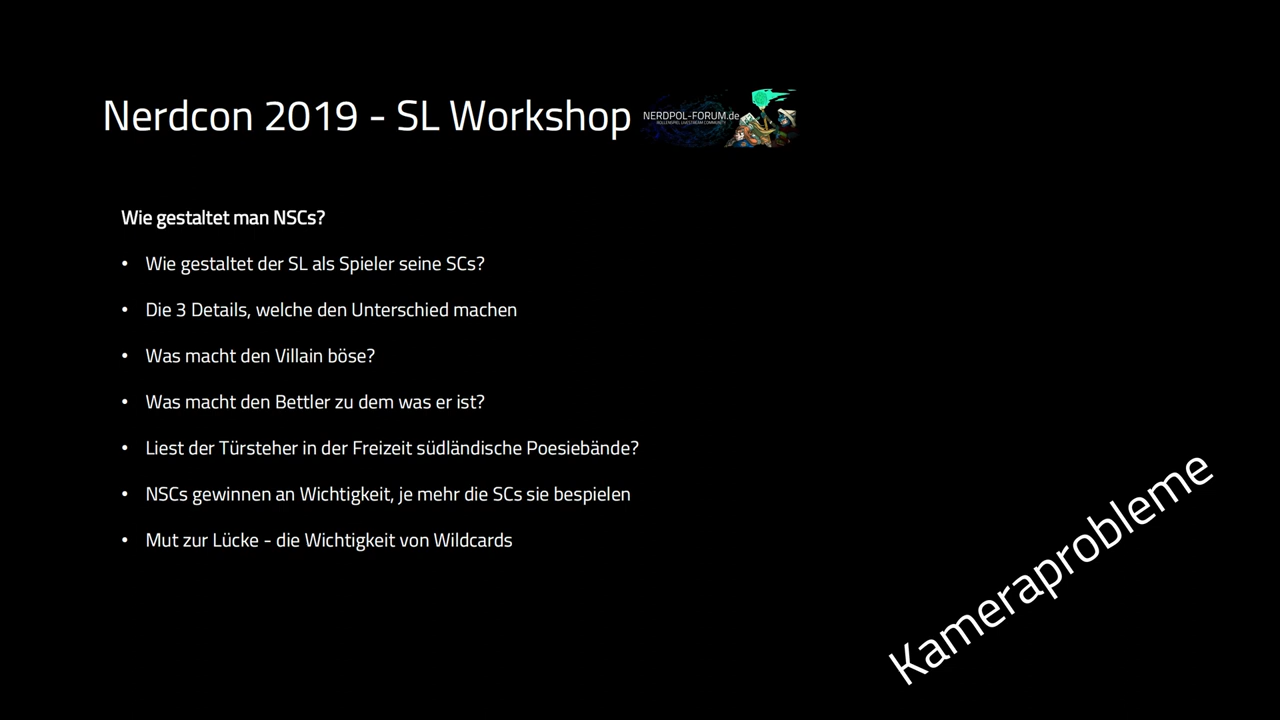 Nerdcon 2019 - SL Workshop
NERDPOL-FORUM.de
Wie gestaltet man NSCs?
• Wie gestaltet der SL als Spieler seine SCs?
• Die 3 Details, welche den Unterschied machen
• Was macht den Villain böse?
• Was macht den Bettler zu dem was er ist?
• Liest der Türsteher in der Freizeit südländische Poesiebände?
• NSCs gewinnen an Wichtigkeit, je mehr die SCs sie bespielen
• Mut zur Lücke - die Wichtigkeit von Wildcards
Kameraprobleme